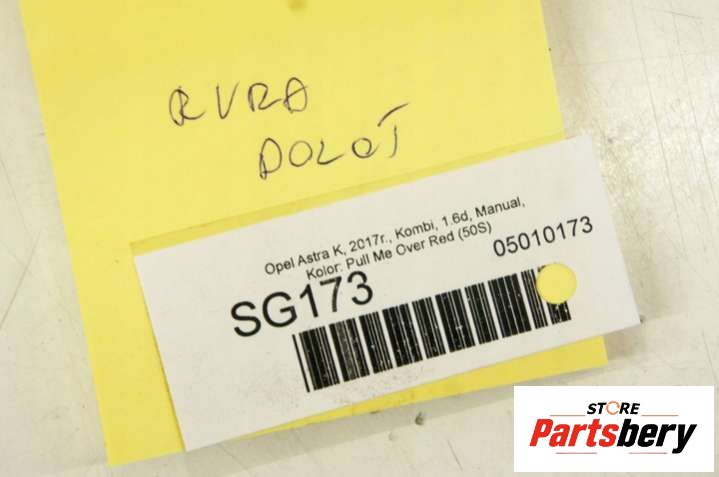 RURA
DOLOT
Opel Astra K, 2017r., Kombi, 1.6d, Manual,
Kolor: Pull Me Over Red (50S)
SG173
05010173
STORE
Partsbery